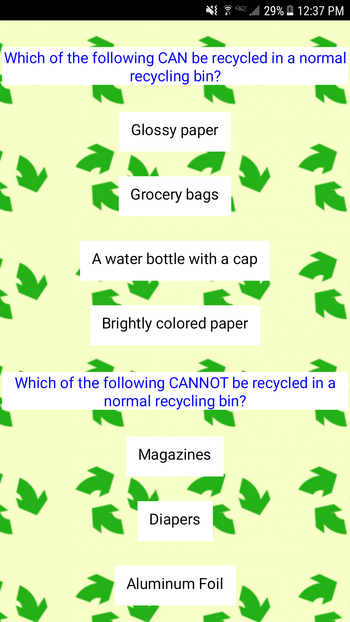 29% 12:37 PM
Which of the following CAN be recycled in a normal
recycling bin?
Glossy paper
Grocery bags
A water bottle with a cap
Brightly colored paper
Which of the following CANNOT be recycled in a
normal recycling bin?
Magazines
Diapers
Aluminum Foil